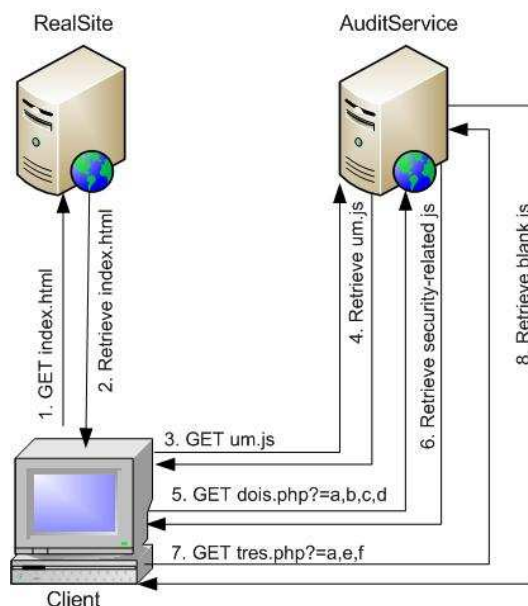 RealSite
AuditService
1. GET index.html
2. Retrieve index.html
3. GET um.js
4. Retrieve um.js
5. GET dois.php?=a,b,c,d
6. Retrieve security-related js
7. GET tres.php?=a,e,f
8. Retrieve blank.js
Client